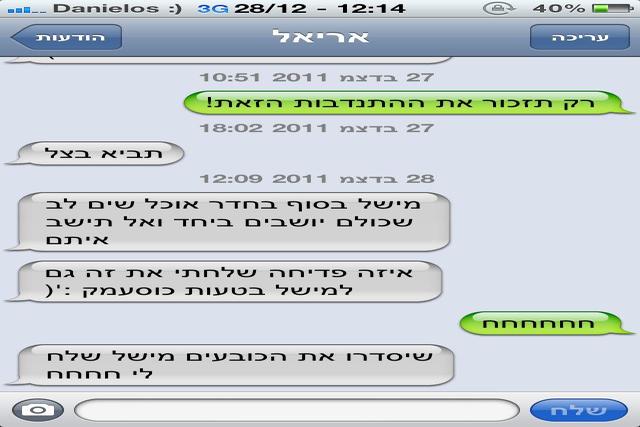 Danielos :) 3G 28/12 - 12:14 40%
הודעות אריאל עריכה
27 בדצמ 2011 10:51
רק תזכור את ההתנדבות הזאת!
27 בדצמ 2011 18:02
תביא בצל
28 בדצמ 2011 12:09
מישל בסוף בחדר אוכל שים לב
שכולם יושבים ביחד ואל תישב
איתם
איזה פדיחה שלחתי את זה גם
למישל בטעות כוסעמק :'(
חחחחחח
שיסדרו את הכובעים מישל שלח
לי חחחח
שלח